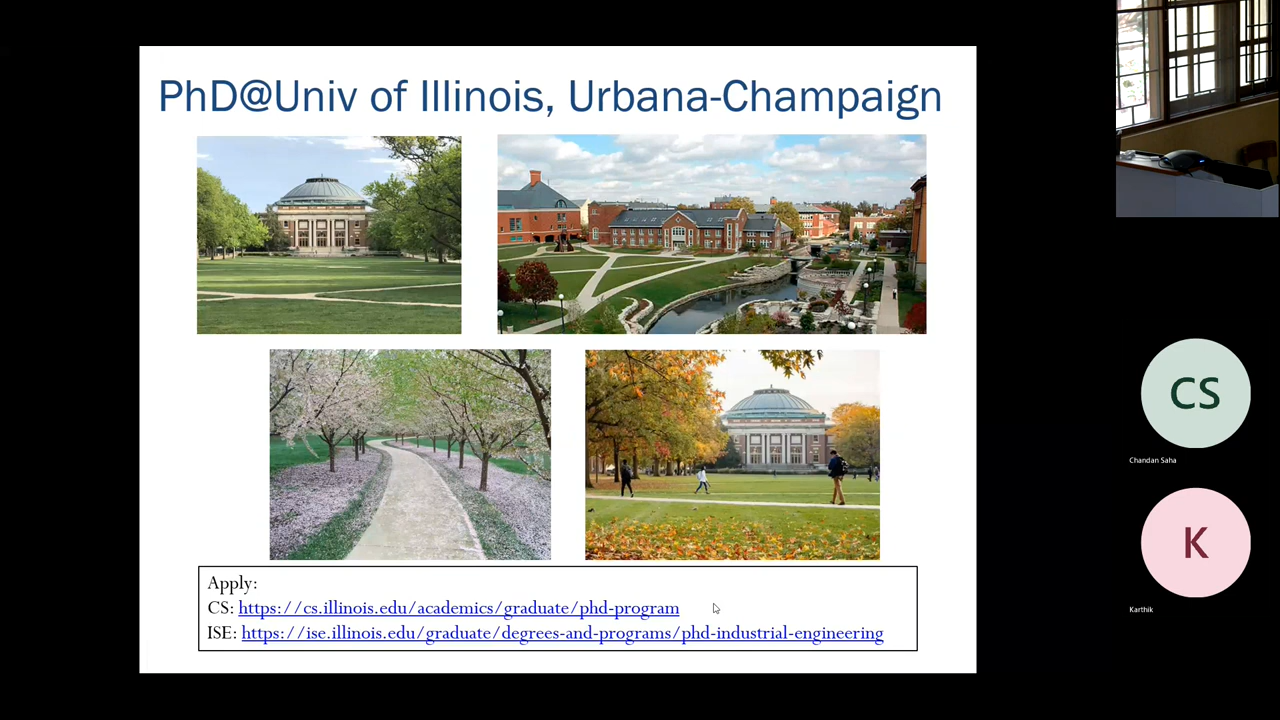 PhD@Univ of Illinois, Urbana-Champaign
Apply:
CS: https://cs.illinois.edu/academics/graduate/phd-program
ISE: https://ise.illinois.edu/graduate/degrees-and-programs/phd-industrial-engineering
CS
Chandan Saha
K
Karthik